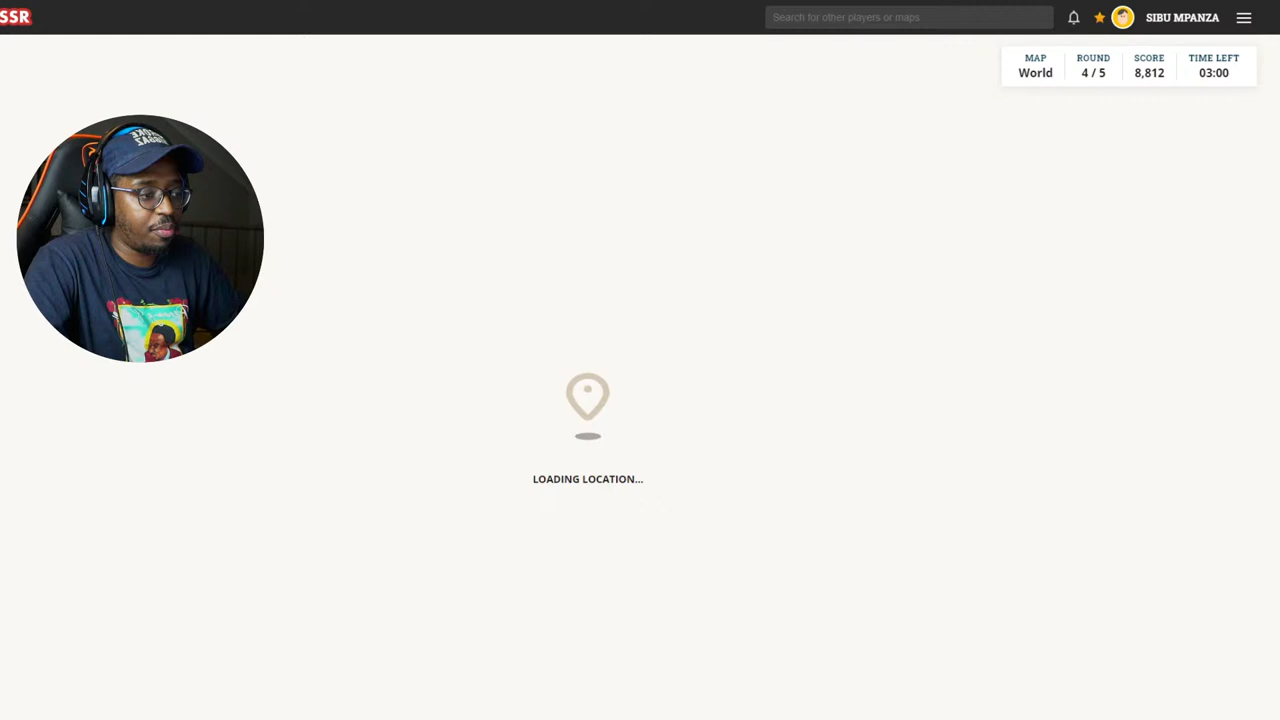 SSR
Search for other players or maps
SIBU MPANZA
MAP ROUND SCORE TIME LEFT
World 4 / 5 8,812 03:00
LOADING LOCATION...